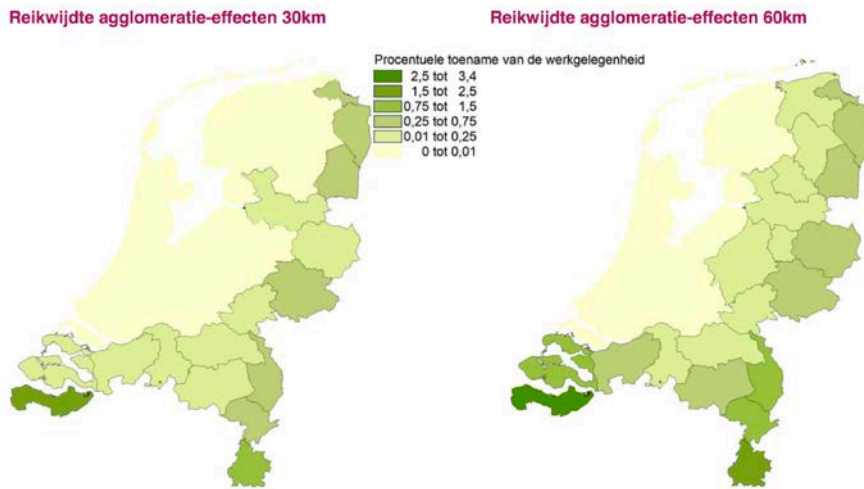 Reikwijdte agglomeratie-effecten 30km
Reikwijdte agglomeratie-effecten 60km
Procentuele toename van de werkgelegenheid
2,5 tot 3,4
1,5 tot 2,5
0,75 tot 1,5
0,25 tot 0,75
0,01 tot 0,25
0 tot 0,01